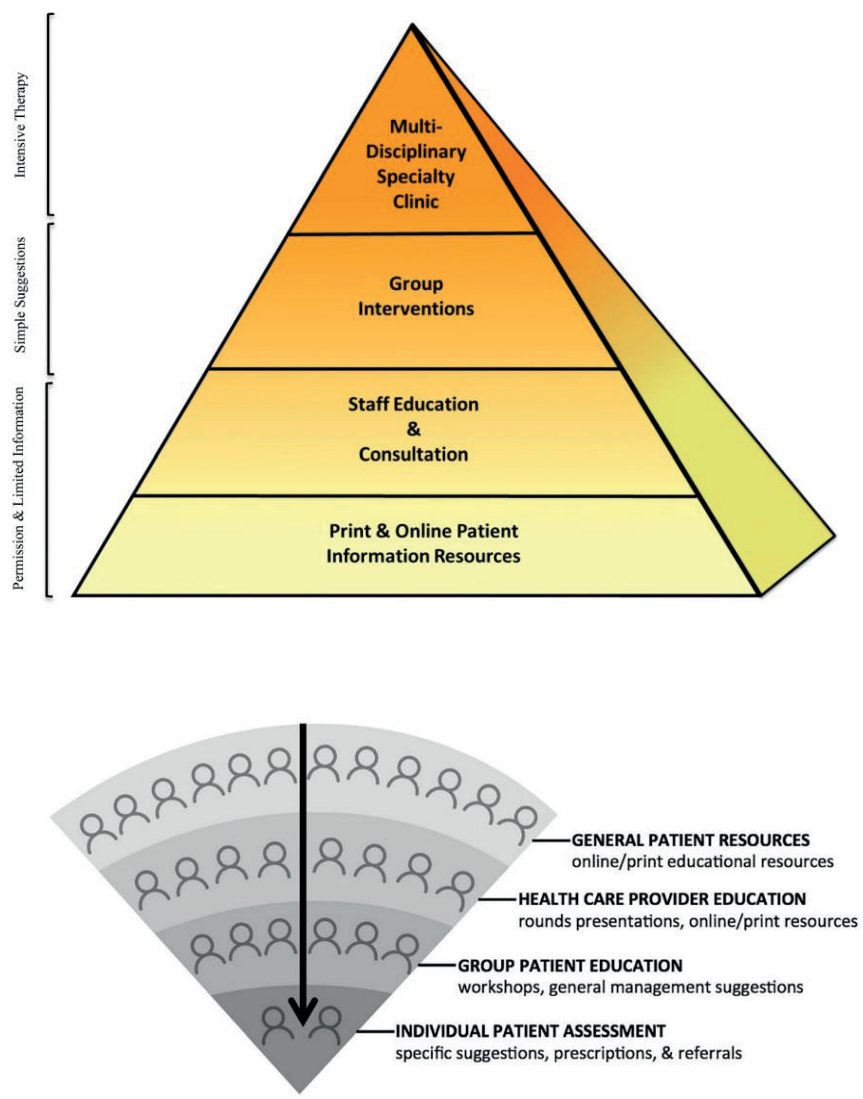 Intensive Therapy
Multi-
Disciplinary
Specialty
Clinic
Simple Suggestions
Group
Interventions
Permission & Limited Information
Staff Education
&
Consultation
Print & Online Patient
Information Resources
GENERAL PATIENT RESOURCES
online/print educational resources
HEALTH CARE PROVIDER EDUCATION
rounds presentations, online/print resources
GROUP PATIENT EDUCATION
workshops, general management suggestions
INDIVIDUAL PATIENT ASSESSMENT
specific suggestions, prescriptions, & referrals